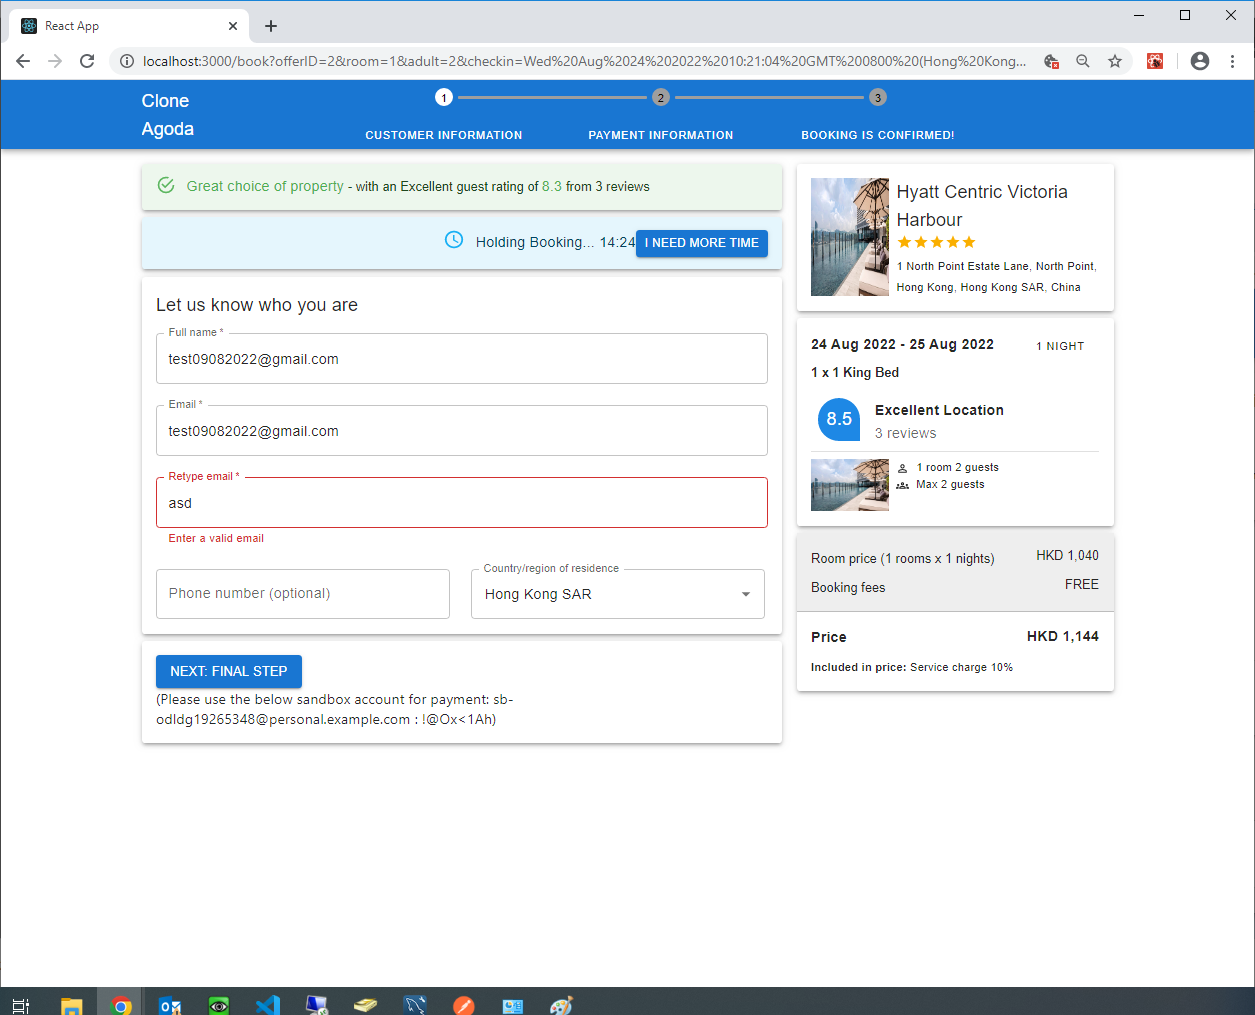 React App
localhost:3000/book?offerID=2&room=1&adult=2&checkin=Wed%20Aug%2024%202022%2010:21:04%20GMT%200800%20(Hong%20Kong...
Clone
Agoda
1
2
3
CUSTOMER INFORMATION
PAYMENT INFORMATION
BOOKING IS CONFIRMED!
Great choice of property - with an Excellent guest rating of 8.3 from 3 reviews
Holding Booking... 14:24
I NEED MORE TIME
Let us know who you are
Full name *
test09082022@gmail.com
Email *
test09082022@gmail.com
Retype email *
asd
Enter a valid email
Phone number (optional)
Country/region of residence
Hong Kong SAR
NEXT: FINAL STEP
(Please use the below sandbox account for payment: sb-
odldg19265348@personal.example.com : !@Ox<1Ah)
Hyatt Centric Victoria
Harbour
1 North Point Estate Lane, North Point,
Hong Kong, Hong Kong SAR, China
24 Aug 2022 - 25 Aug 2022
1 NIGHT
1 x 1 King Bed
8.5
Excellent Location
3 reviews
1 room 2 guests
Max 2 guests
Room price (1 rooms x 1 nights)
HKD 1,040
Booking fees
FREE
Price
HKD 1,144
Included in price: Service charge 10%